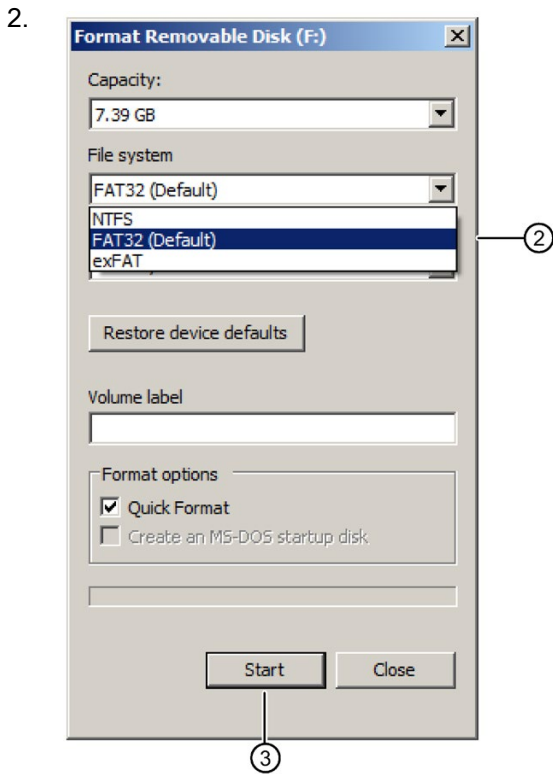 2.
Format Removable Disk (F:)
Capacity:
7.39 GB
File system
FAT32 (Default)
NTFS
FAT32 (Default)
exFAT
2
Restore device defaults
Volume label
Format options
Quick Format
Create an MS-DOS startup disk
Start
Close
3